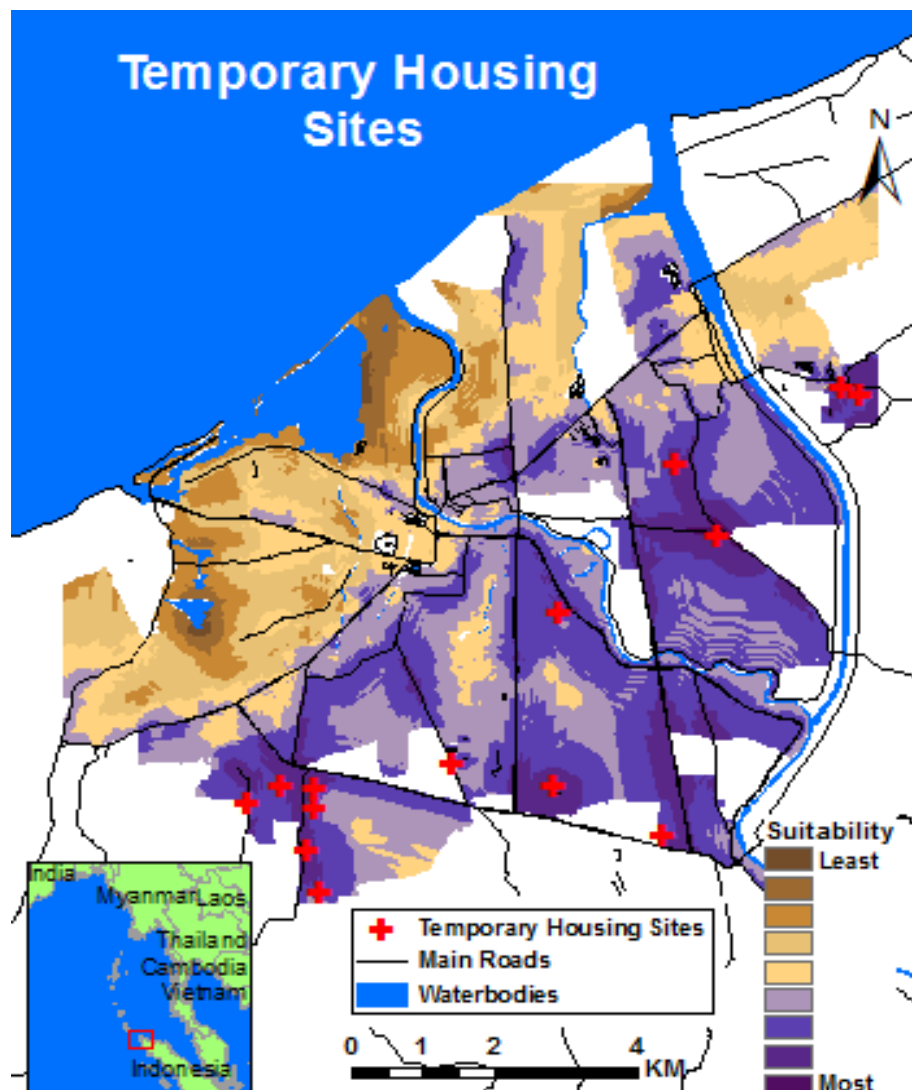 Temporary Housing
Sites
N
Suitability
Least
Most
India
Myanmar Laos
Thailand
Cambodia
Vietnam
Indonesia
Temporary Housing Sites
Main Roads
Waterbodies
0 1 2 4
KM